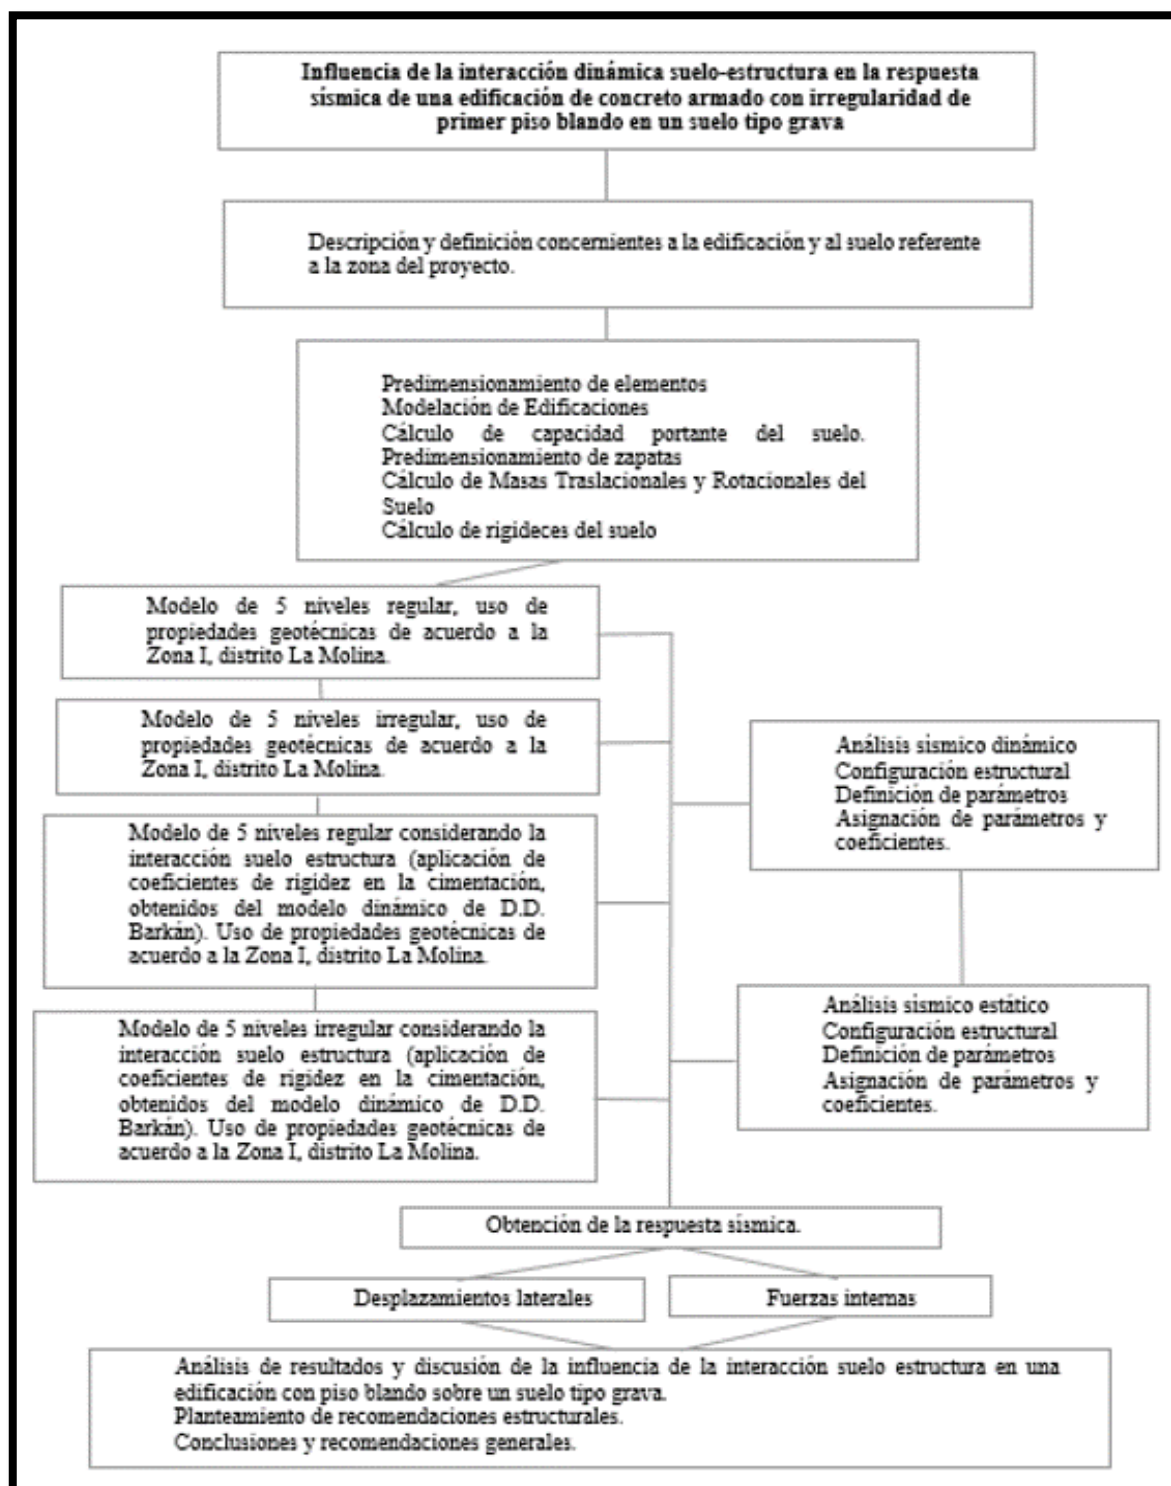 Influencia de la interacción dinámica suelo-estructura en la respuesta
sísmica de una edificación de concreto armado con irregularidad de
primer piso blando en un suelo tipo grava
Descripción y definición concernientes a la edificación y al suelo referente
a la zona del proyecto.
Predimensionamiento de elementos
Modelación de Edificaciones
Cálculo de capacidad portante del suelo.
Predimensionamiento de zapatas
Cálculo de Masas Traslacionales y Rotacionales del
Suelo
Cálculo de rigideces del suelo
Modelo de 5 niveles regular, uso de
propiedades geotécnicas de acuerdo a la
Zona I, distrito La Molina.
Modelo de 5 niveles irregular, uso de
propiedades geotécnicas de acuerdo a la
Zona I, distrito La Molina.
Modelo de 5 niveles regular considerando la
interacción suelo estructura (aplicación de
coeficientes de rigidez en la cimentación,
obtenidos del modelo dinámico de D.D.
Barkán). Uso de propiedades geotécnicas de
acuerdo a la Zona I, distrito La Molina.
Modelo de 5 niveles irregular considerando la
interacción suelo estructura (aplicación de
coeficientes de rigidez en la cimentación,
obtenidos del modelo dinámico de D.D.
Barkán). Uso de propiedades geotécnicas de
acuerdo a la Zona I, distrito La Molina.
Análisis sísmico dinámico
Configuración estructural
Definición de parámetros
Asignación de parámetros y
coeficientes.
Análisis sísmico estático
Configuración estructural
Definición de parámetros
Asignación de parámetros y
coeficientes.
Obtención de la respuesta sísmica.
Desplazamientos laterales
Fuerzas internas
Análisis de resultados y discusión de la influencia de la interacción suelo estructura en una
edificación con piso blando sobre un suelo tipo grava.
Planteamiento de recomendaciones estructurales.
Conclusiones y recomendaciones generales.